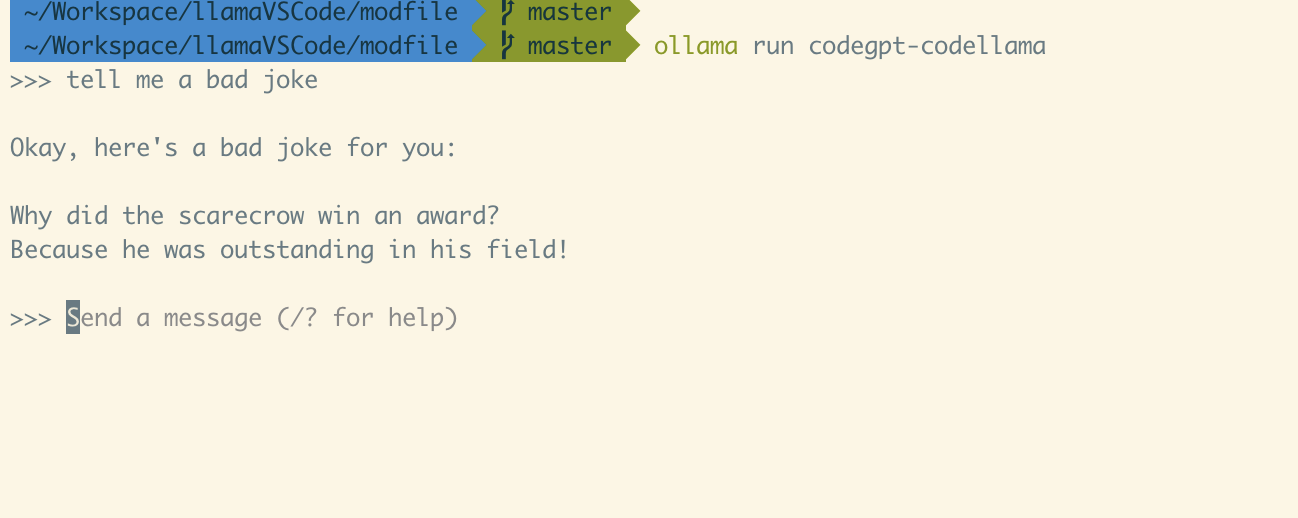 ~/Workspace/llamaVSCode/modfile master
~/Workspace/llamaVSCode/modfile master ollama run codegpt-codellama
>>> tell me a bad joke
Okay, here's a bad joke for you:
Why did the scarecrow win an award?
Because he was outstanding in his field!
>>> Send a message (/? for help)